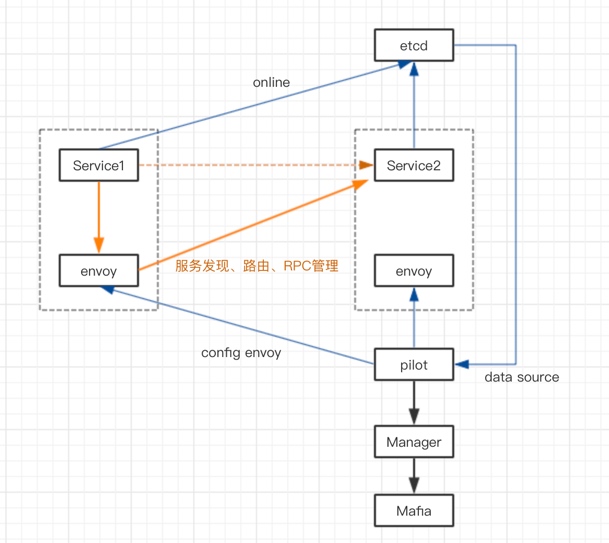 etcd
online
Service1
Service2
envoy
服务发现、路由、RPC管理
envoy
config envoy
pilot
data source
Manager
Mafia